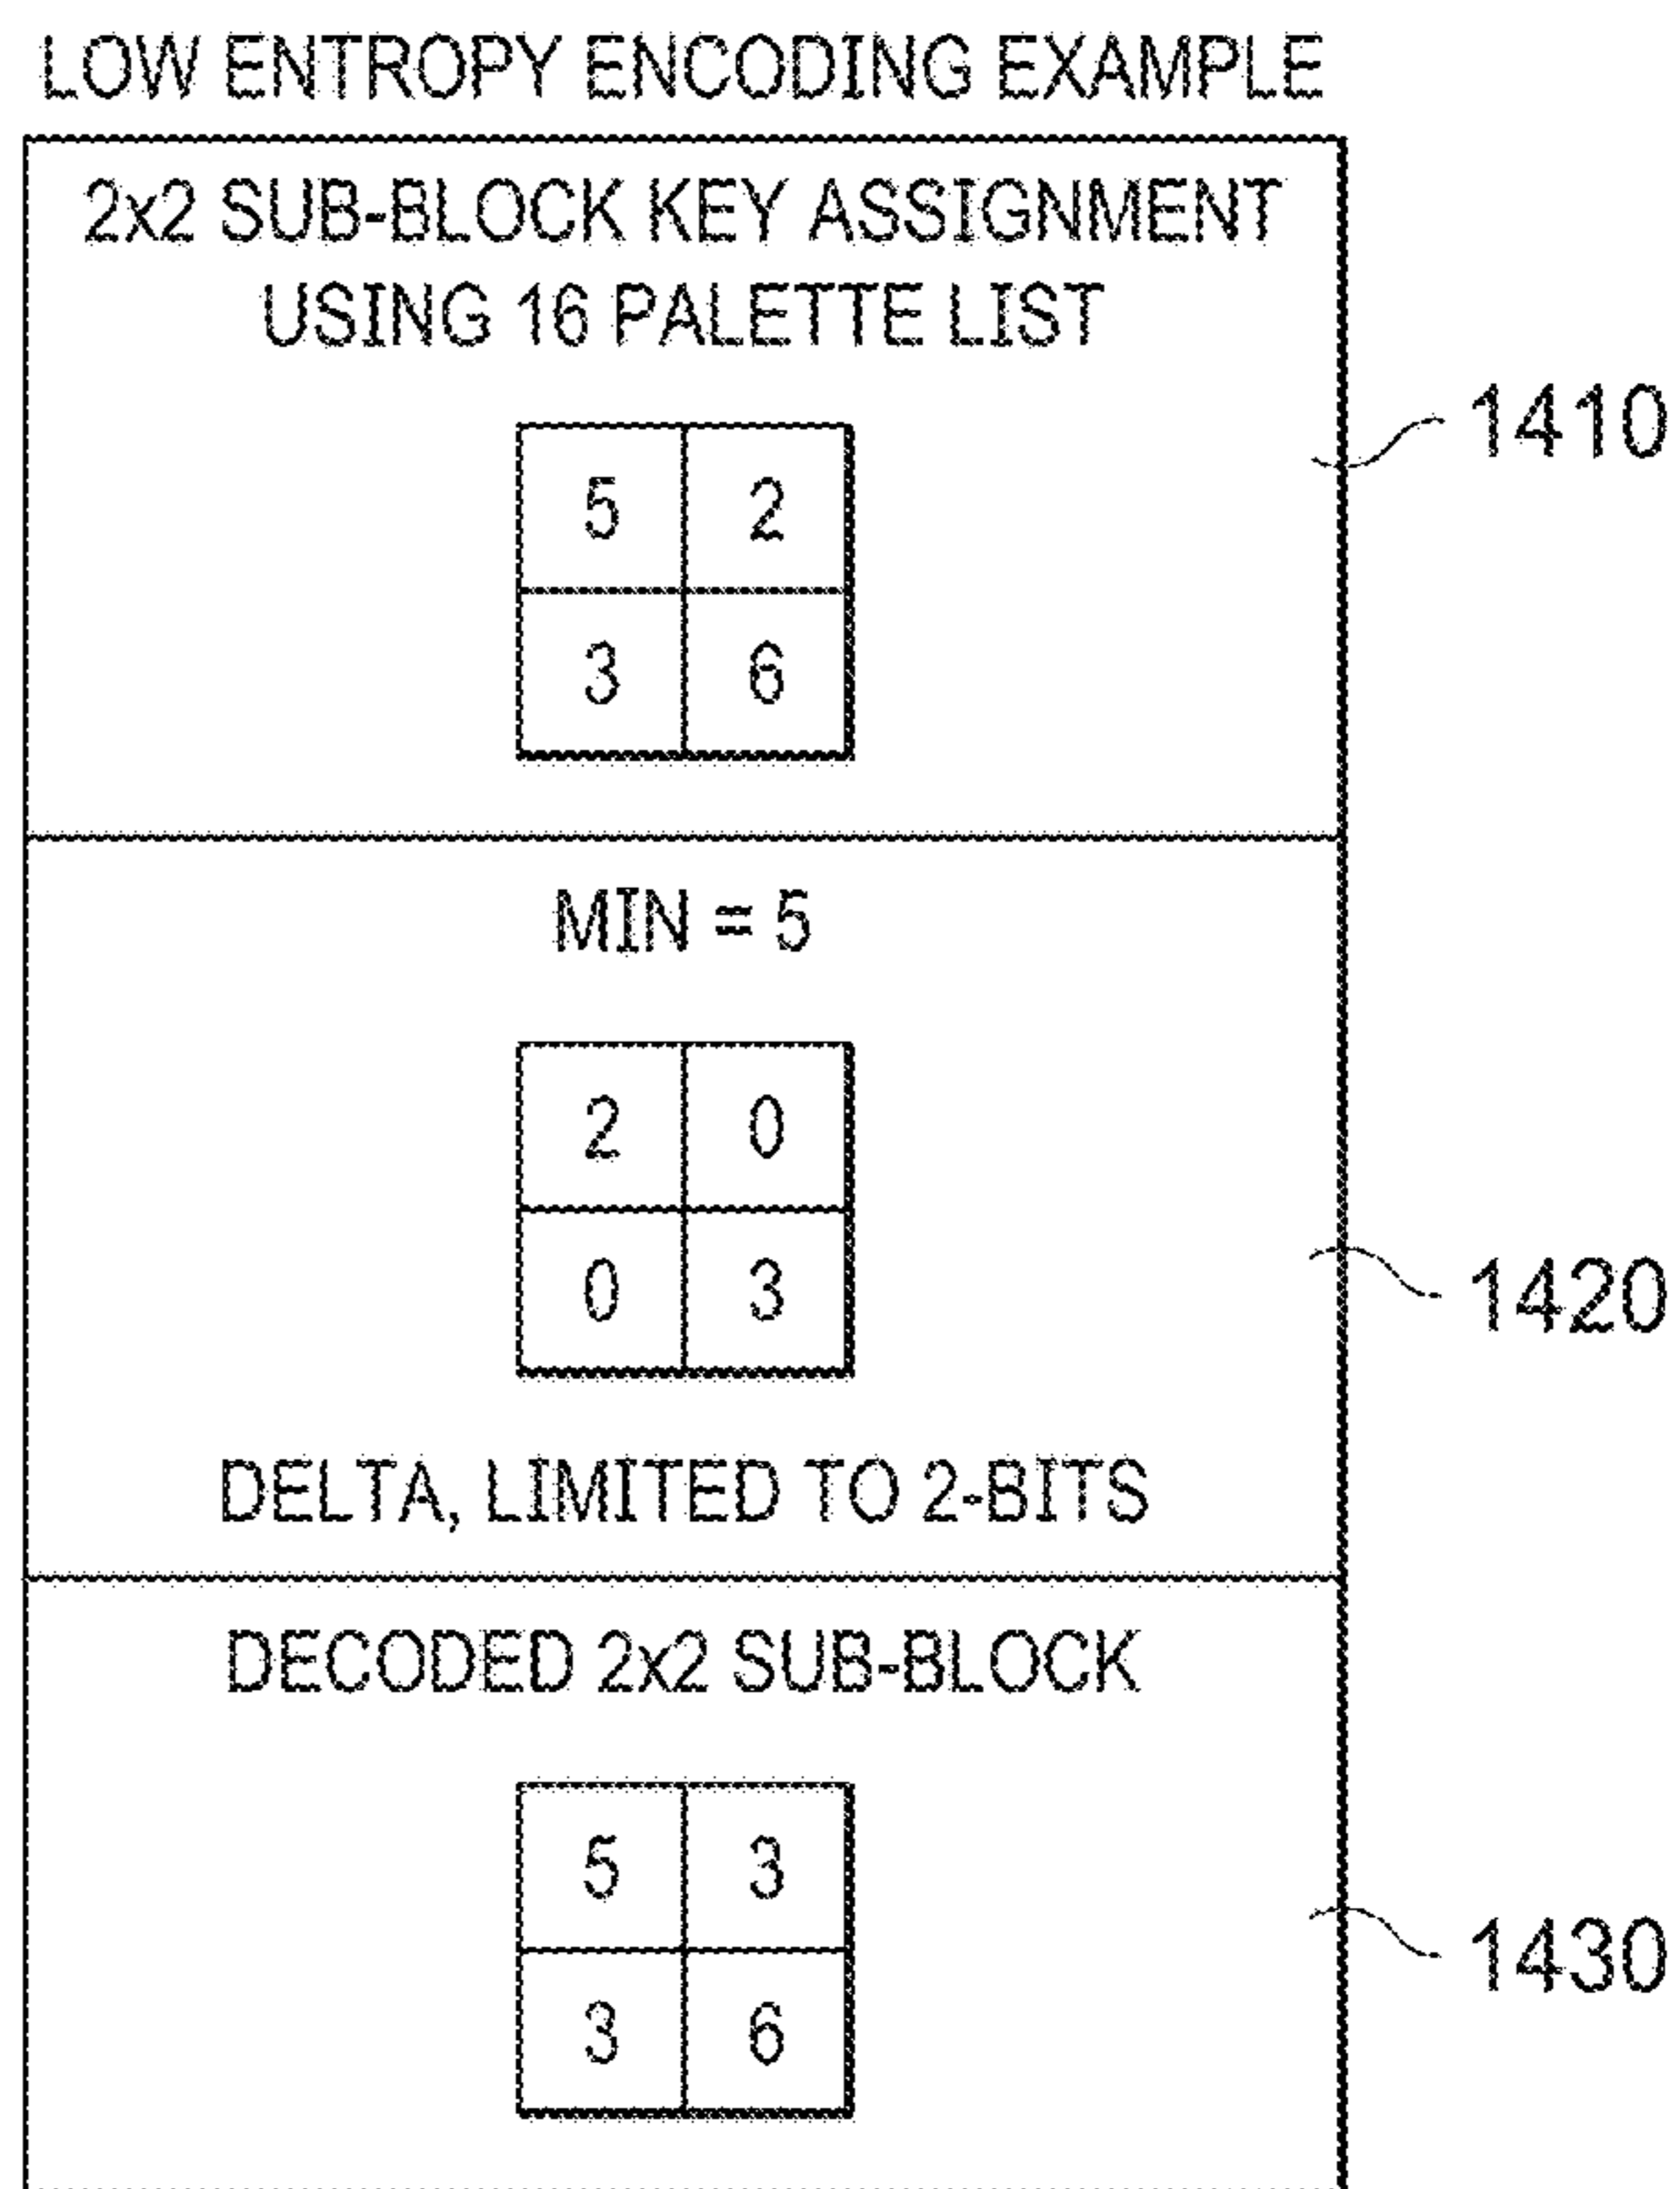 LOW ENTROPY ENCODING EXAMPLE
2x2 SUB-BLOCK KEY ASSIGNMENT
USING 16 PALETTE LIST
1410
5 2
3 6
MIN = 5
2 0
0 3
1420
DELTA, LIMITED TO 2-BITS
DECODED 2x2 SUB-BLOCK
5 3
1430
3 6